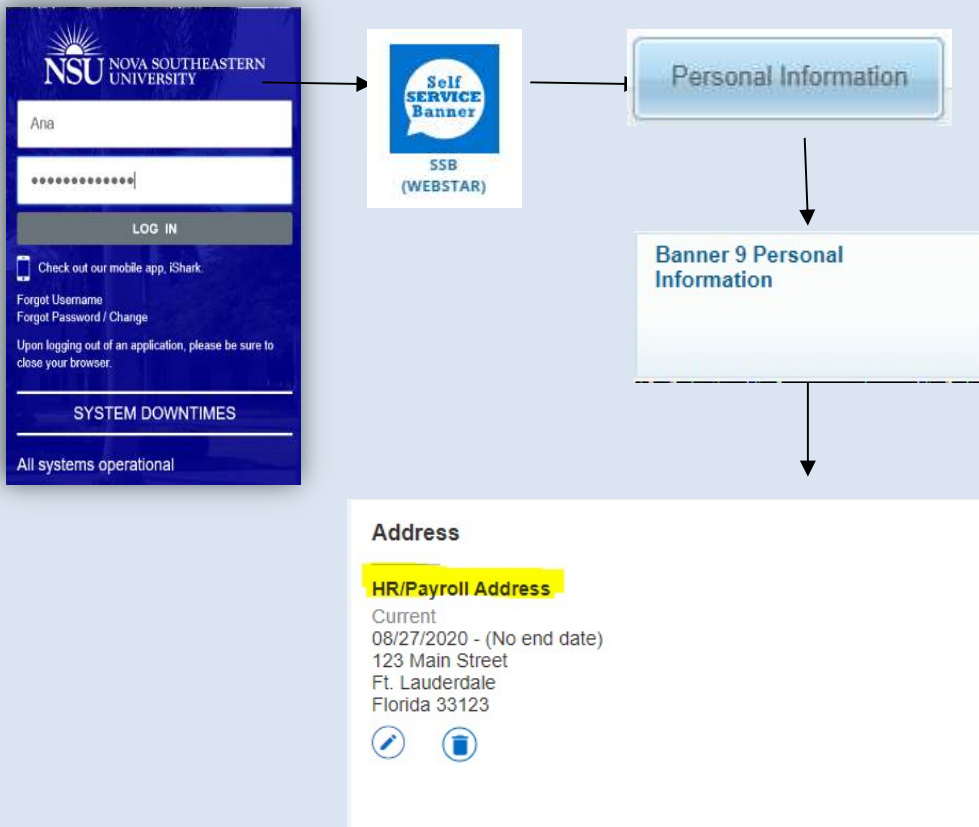 NSU NOVA SOUTHEASTERN
UNIVERSITY
Ana
•••••••••••••
LOG IN
Check out our mobile app, iShark.
Forgot Username
Forgot Password / Change
Upon logging out of an application, please be sure to
close your browser.
SYSTEM DOWNTIMES
All systems operational
Self
SERVICE
Banner
SSB
(WEBSTAR)
Personal Information
Banner 9 Personal
Information
Address
HR/Payroll Address
Current
08/27/2020 - (No end date)
123 Main Street
Ft. Lauderdale
Florida 33123